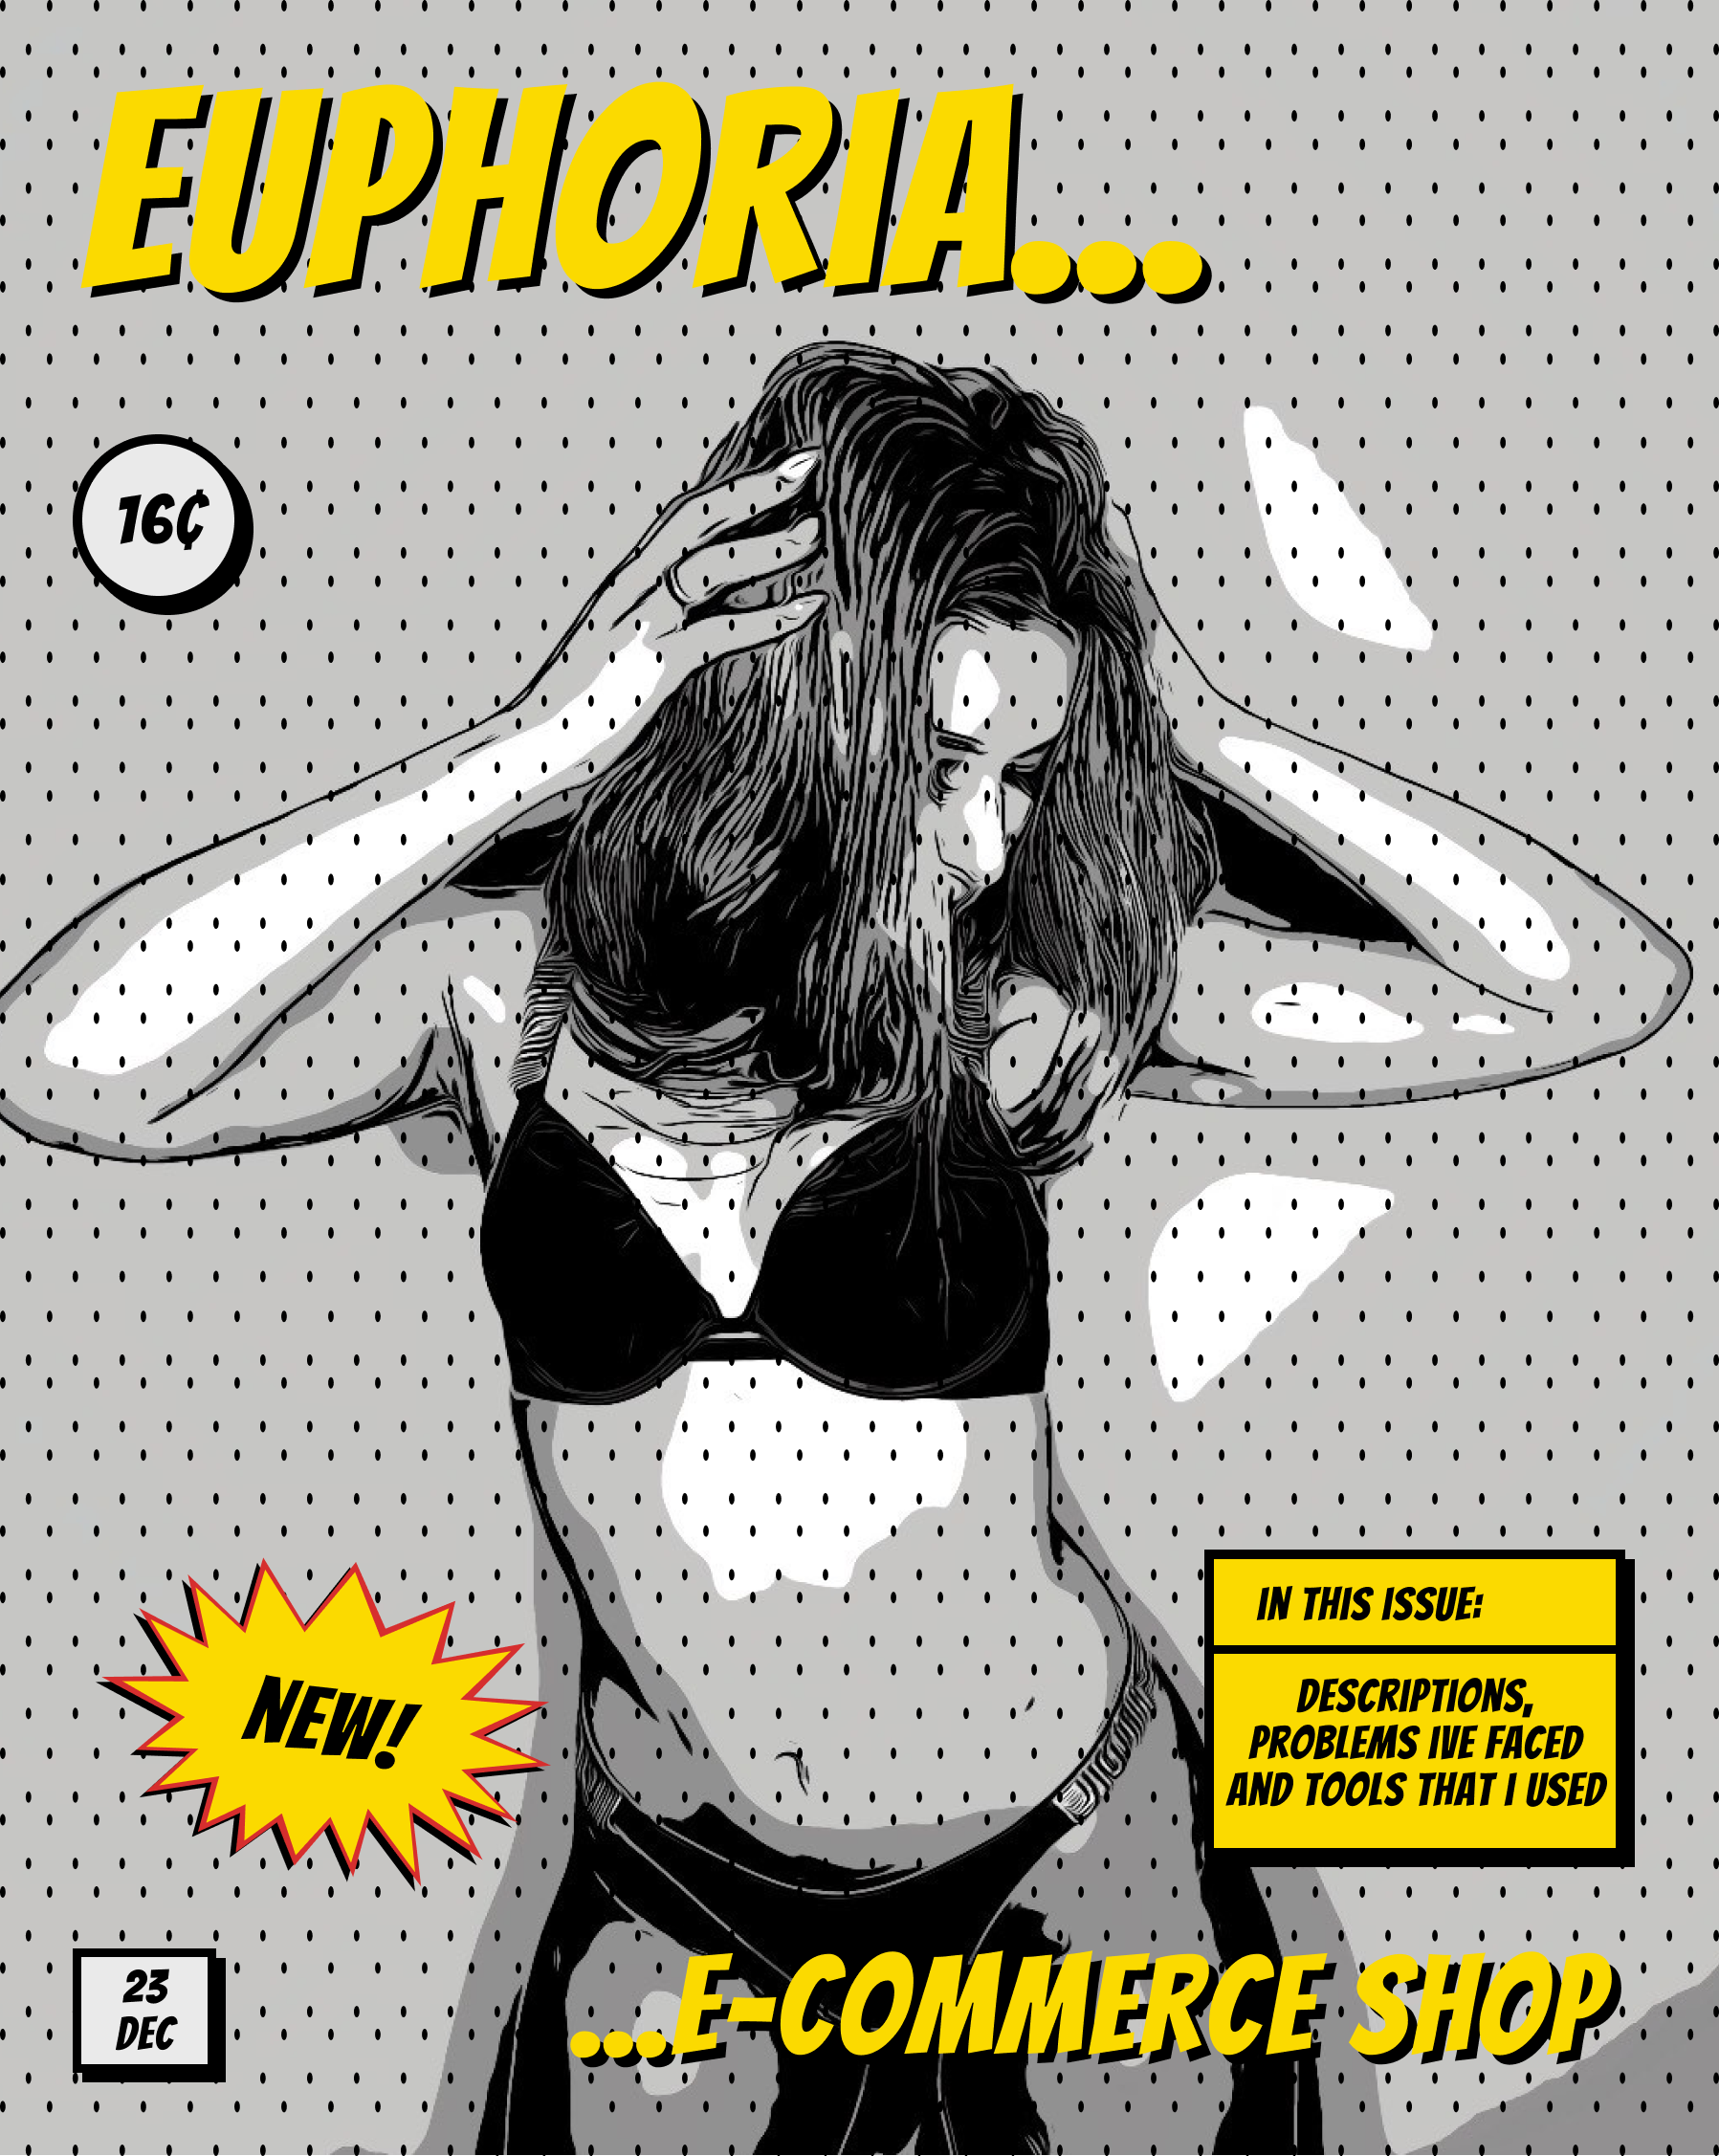 EUPHORIA...
16¢
NEW!
IN THIS ISSUE:
DESCRIPTIONS,
PROBLEMS IVE FACED
AND TOOLS THAT I USED
23
DEC
...E-COMMERCE SHOP